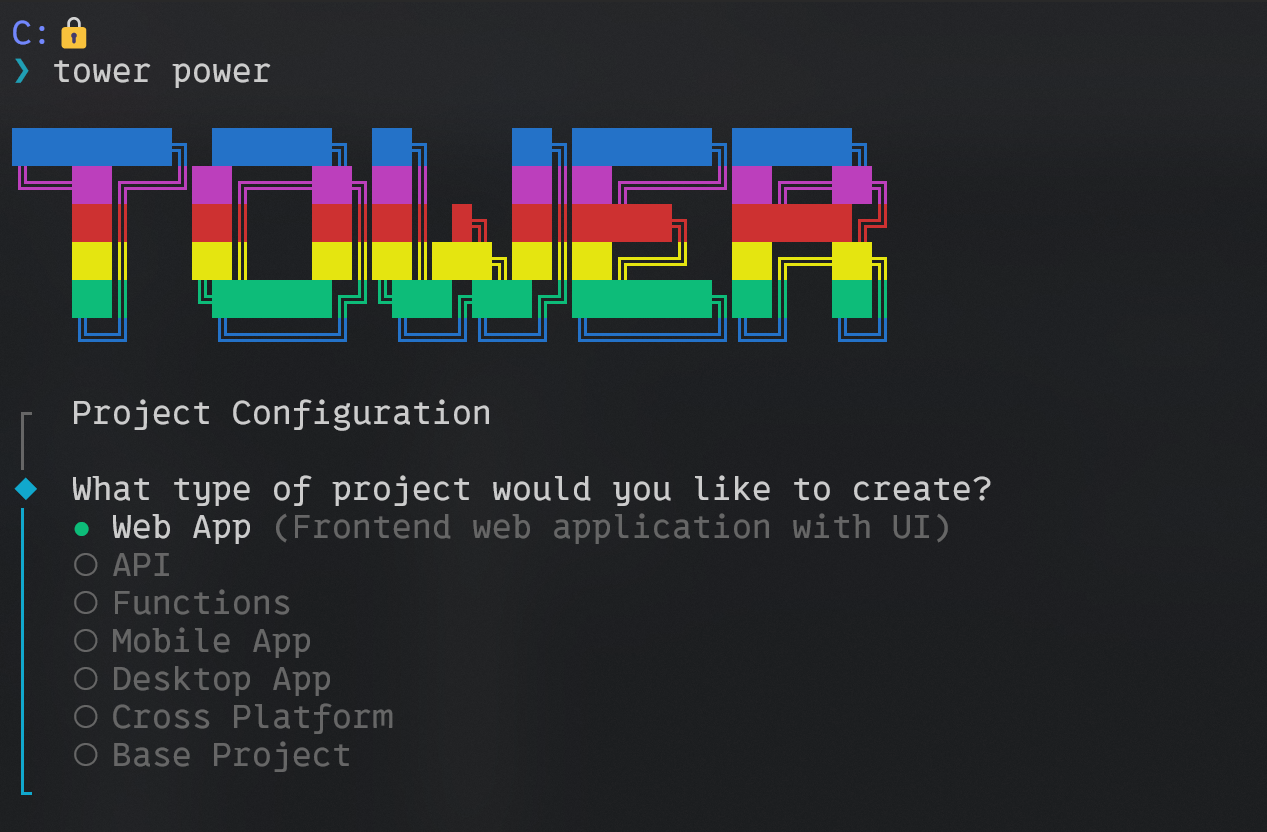 C:
❯ tower power
TOWER
Project Configuration
What type of project would you like to create?
● Web App (Frontend web application with UI)
○ API
○ Functions
○ Mobile App
○ Desktop App
○ Cross Platform
○ Base Project